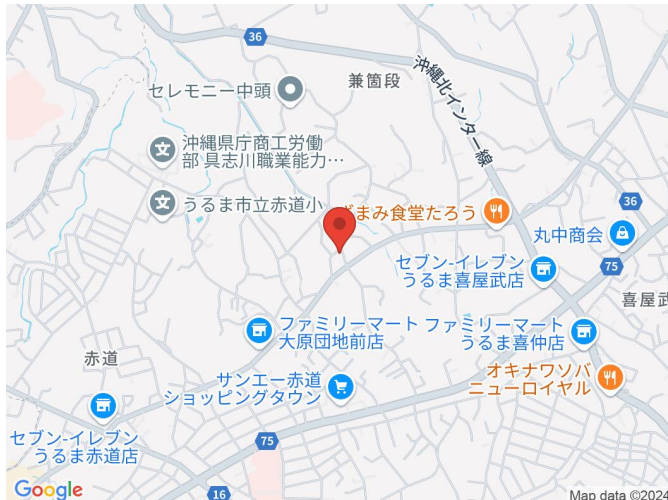 36
沖縄北インター線
兼箇段
セレモニー中頭
沖縄県庁商工労働
部 具志川職業能力…
うるま市立赤道小
ざまみ食堂たろう
36
丸中商会
75
セブン-イレブン
うるま喜屋武店
喜屋武
ファミリーマート
大原団地前店
ファミリーマート
うるま喜仲店
赤道
サンエー赤道
ショッピングタウン
オキナワソバ
ニューロイヤル
セブン-イレブン
うるま赤道店
75
16
Google
Map data ©2024